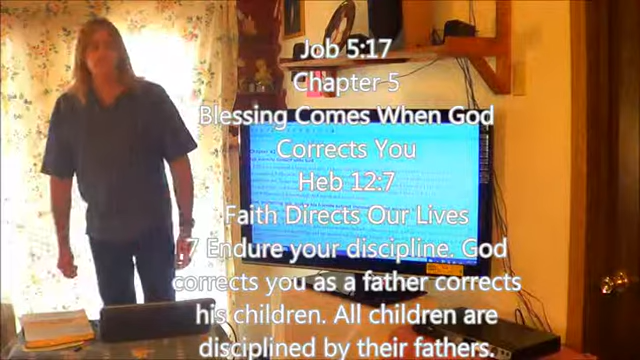 Job 5:17
Chapter 5
Blessing Comes When God
Corrects You
Heb 12:7
Faith Directs Our Lives
7 Endure your discipline. God
corrects you as a father corrects
his children. All children are
disciplined by their fathers.